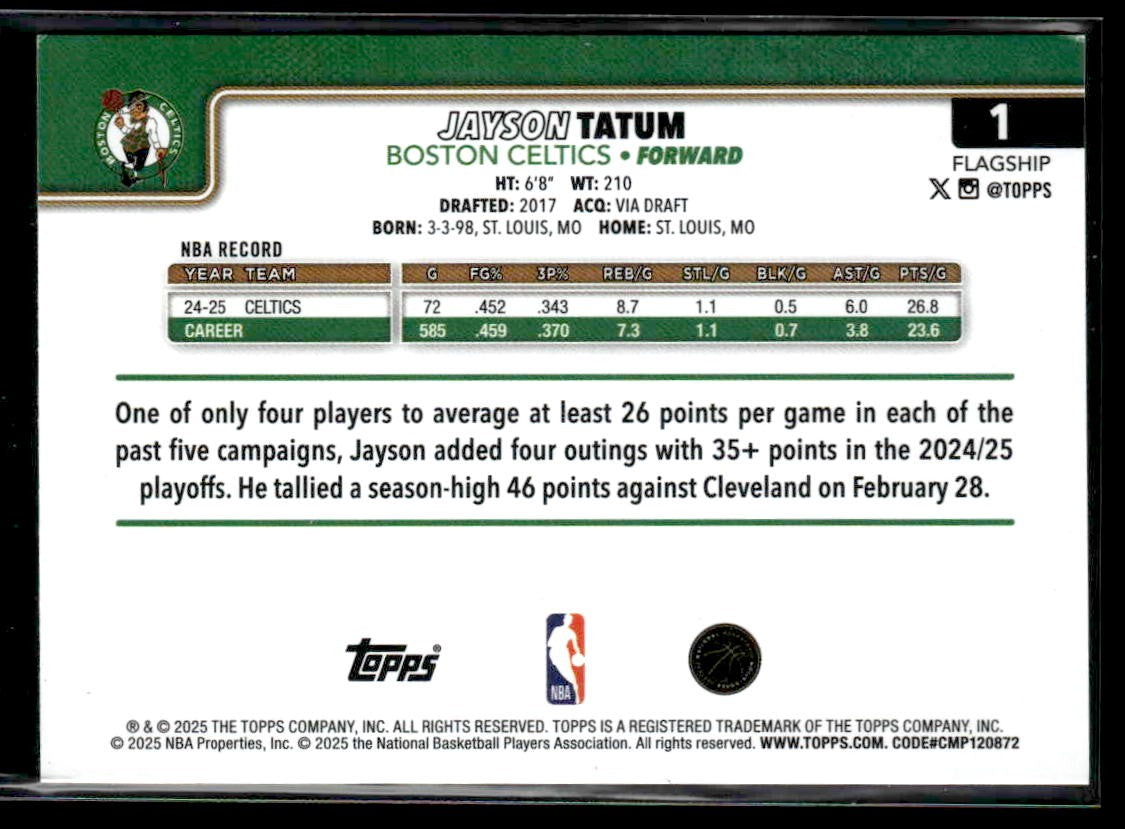 BOSTON CELTICS
JAYSON TATUM
1
BOSTON CELTICS • FORWARD
FLAGSHIP
@TOPPS
HT: 6'8" WT: 210
DRAFTED: 2017 ACQ: VIA DRAFT
BORN: 3-3-98, ST. LOUIS, MO HOME: ST. LOUIS, MO
NBA RECORD
YEAR TEAM G FG% 3P% REB/G STL/G BLK/G AST/G PTS/G
24-25 CELTICS 72 .452 .343 8.7 1.1 0.5 6.0 26.8
CAREER 585 .459 .370 7.3 1.1 0.7 3.8 23.6
One of only four players to average at least 26 points per game in each of the
past five campaigns, Jayson added four outings with 35+ points in the 2024/25
playoffs. He tallied a season-high 46 points against Cleveland on February 28.
topps®
NBA
® & © 2025 THE TOPPS COMPANY, INC. ALL RIGHTS RESERVED. TOPPS IS A REGISTERED TRADEMARK OF THE TOPPS COMPANY, INC.
© 2025 NBA Properties, Inc. © 2025 the National Basketball Players Association. All rights reserved. WWW.TOPPS.COM. CODE#CMP120872